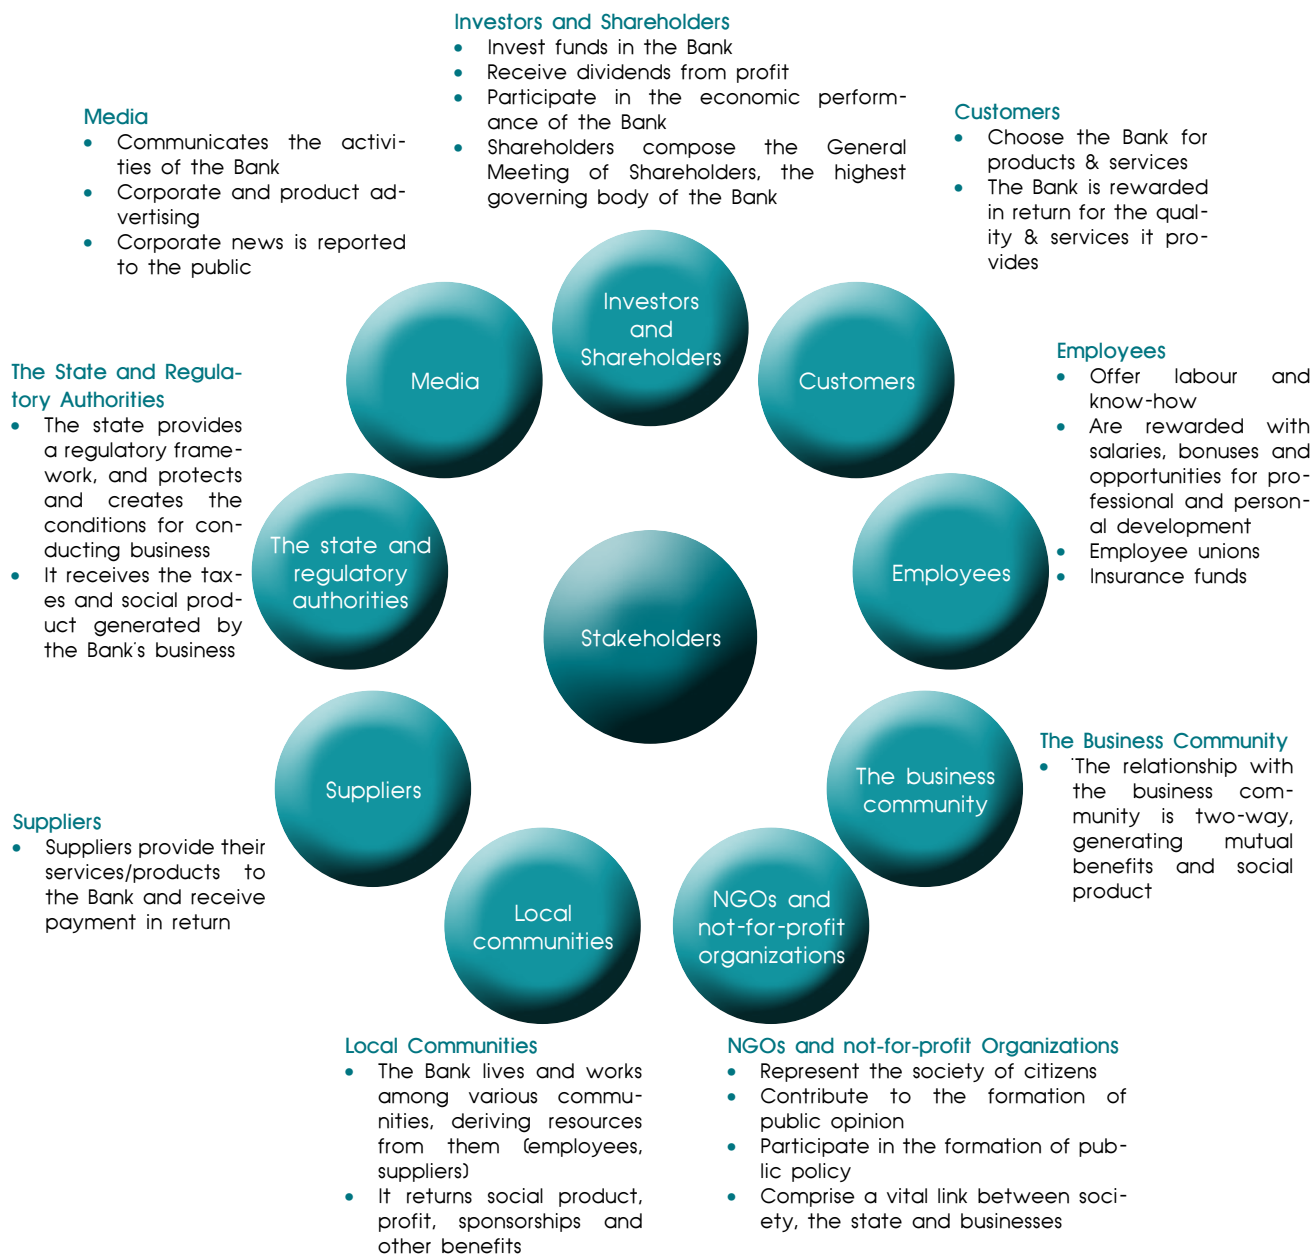 Investors and Shareholders
• Invest funds in the Bank
• Receive dividends from profit
• Participate in the economic perform-
ance of the Bank
• Shareholders compose the General
Meeting of Shareholders, the highest
governing body of the Bank
Media
• Communicates the activi-
ties of the Bank
• Corporate and product ad-
vertising
• Corporate news is reported
to the public
Customers
• Choose the Bank for
products & services
• The Bank is rewarded
in return for the qual-
ity & services it pro-
vides
Investors
and
Shareholders
Media
Customers
The State and Regula-
tory Authorities
• The state provides
a regulatory frame-
work, and protects
and creates the
conditions for con-
ducting business
• It receives the tax-
es and social prod-
uct generated by
the Bank's business
Employees
• Offer labour and
know-how
• Are rewarded with
salaries, bonuses and
opportunities for pro-
fessional and person-
al development
• Employee unions
• Insurance funds
The state and
regulatory
authorities
Employees
Stakeholders
Suppliers
The business
community
The Business Community
• 'The relationship with
the business com-
munity is two-way,
generating mutual
benefits and social
product
Suppliers
• Suppliers provide their
services/products to
the Bank and receive
payment in return
Local
communities
NGOs and
not-for-profit
organizations
Local Communities
• The Bank lives and works
among various commu-
nities, deriving resources
from them (employees,
suppliers)
• It returns social product,
profit, sponsorships and
other benefits
NGOs and not-for-profit Organizations
• Represent the society of citizens
• Contribute to the formation of
public opinion
• Participate in the formation of pub-
lic policy
• Comprise a vital link between soci-
ety, the state and businesses